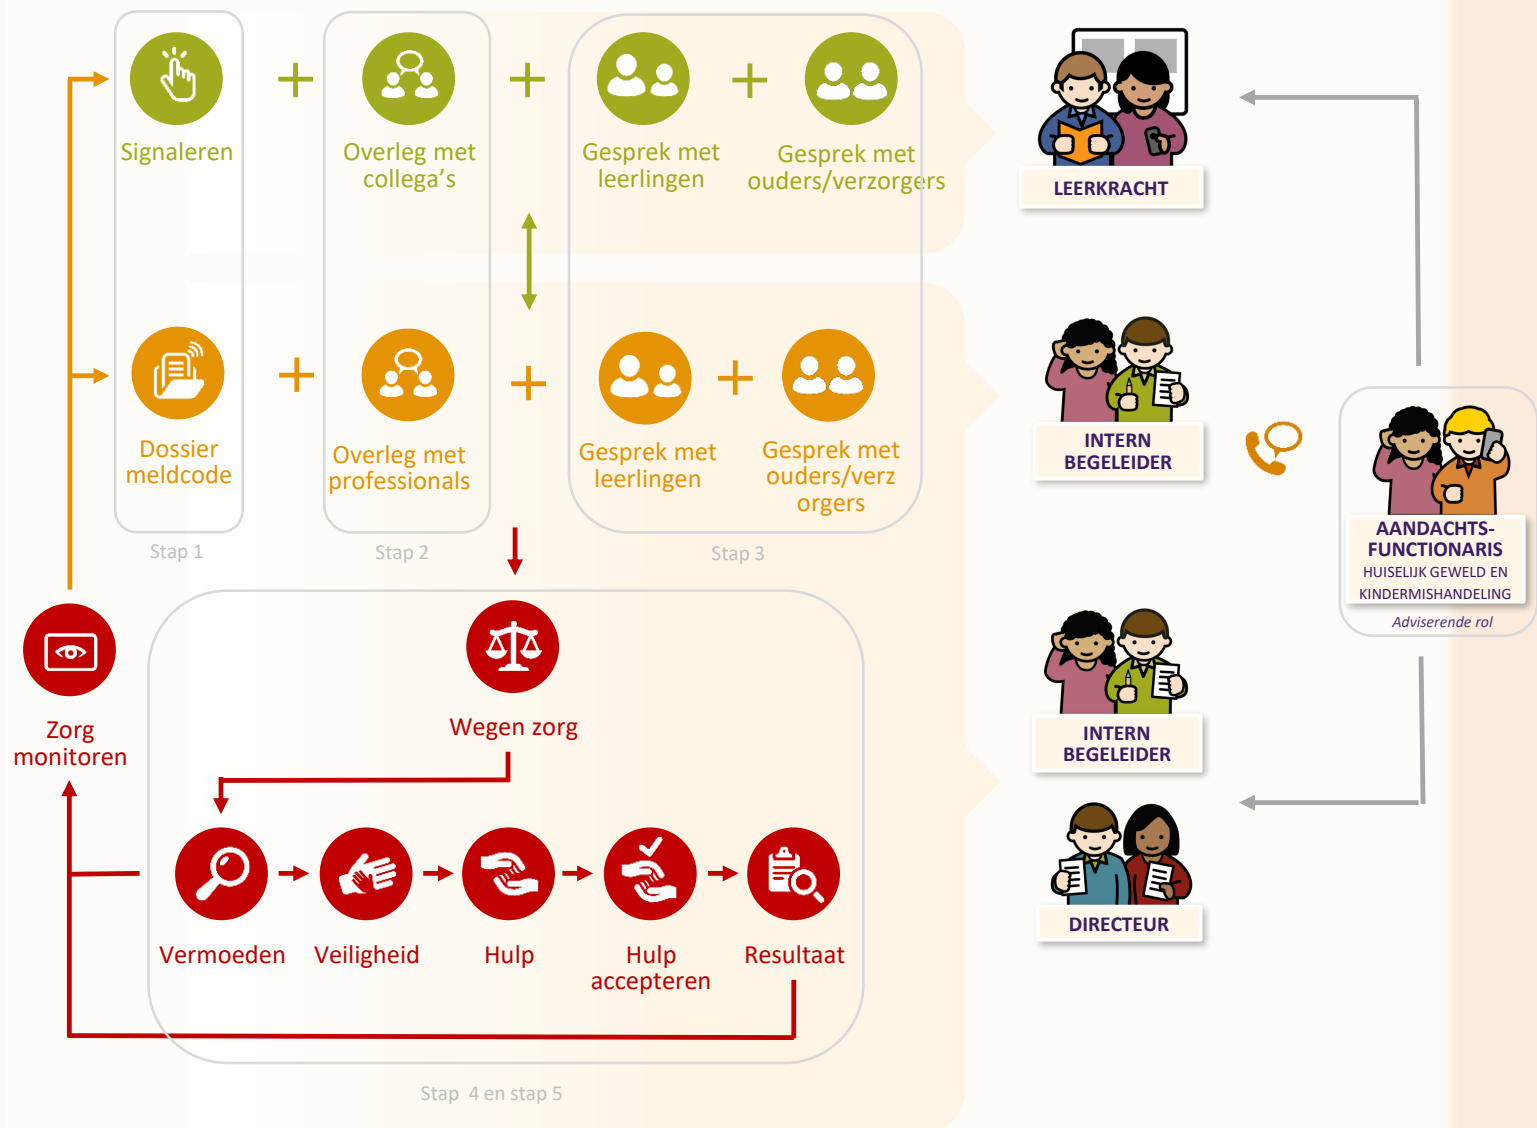 Signaleren
Overleg met
collega's
Gesprek met
leerlingen
Gesprek met
ouders/verzorgers
LEERKRACHT
Dossier
meldcode
Overleg met
professionals
Gesprek met
leerlingen
Gesprek met
ouders/verz
orgers
INTERN
BEGELEIDER
Stap 1
Stap 2
Stap 3
AANDACHTS-
FUNCTIONARIS
HUISELIJK GEWELD EN
KINDERMISHANDELING
Adviserende rol
Zorg
monitoren
Wegen zorg
INTERN
BEGELEIDER
Vermoeden
Veiligheid
Hulp
Hulp
accepteren
Resultaat
DIRECTEUR
Stap 4 en stap 5